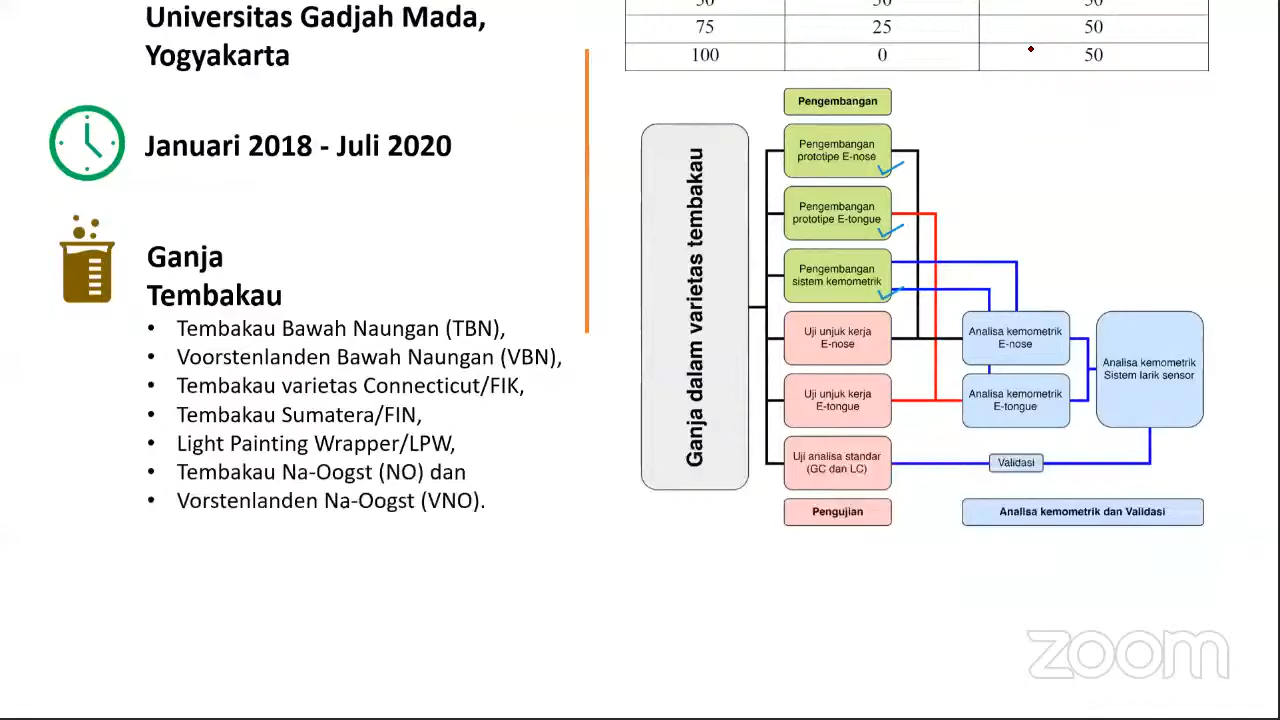 Universitas Gadjah Mada,
Yogyakarta
Januari 2018 - Juli 2020
Ganja
Tembakau
• Tembakau Bawah Naungan (TBN),
• Voorstenlanden Bawah Naungan (VBN),
• Tembakau varietas Connecticut/FIK,
• Tembakau Sumatera/FIN,
• Light Painting Wrapper/LPW,
• Tembakau Na-Oogst (NO) dan
• Vorstenlanden Na-Oogst (VNO).
75 25 50
100 0 50
Pengembangan
Ganja dalam varietas tembakau
Pengembangan
prototipe E-nose
Pengembangan
prototipe E-tongue
Pengembangan
sistem kemometrik
Uji unjuk kerja
E-nose
Uji unjuk kerja
E-tongue
Uji analisa standar
(GC dan LC)
Pengujian
Analisa kemometrik
E-nose
Analisa kemometrik
E-tongue
Analisa kemometrik
Sistem larik sensor
Validasi
Analisa kemometrik dan Validasi
zoom